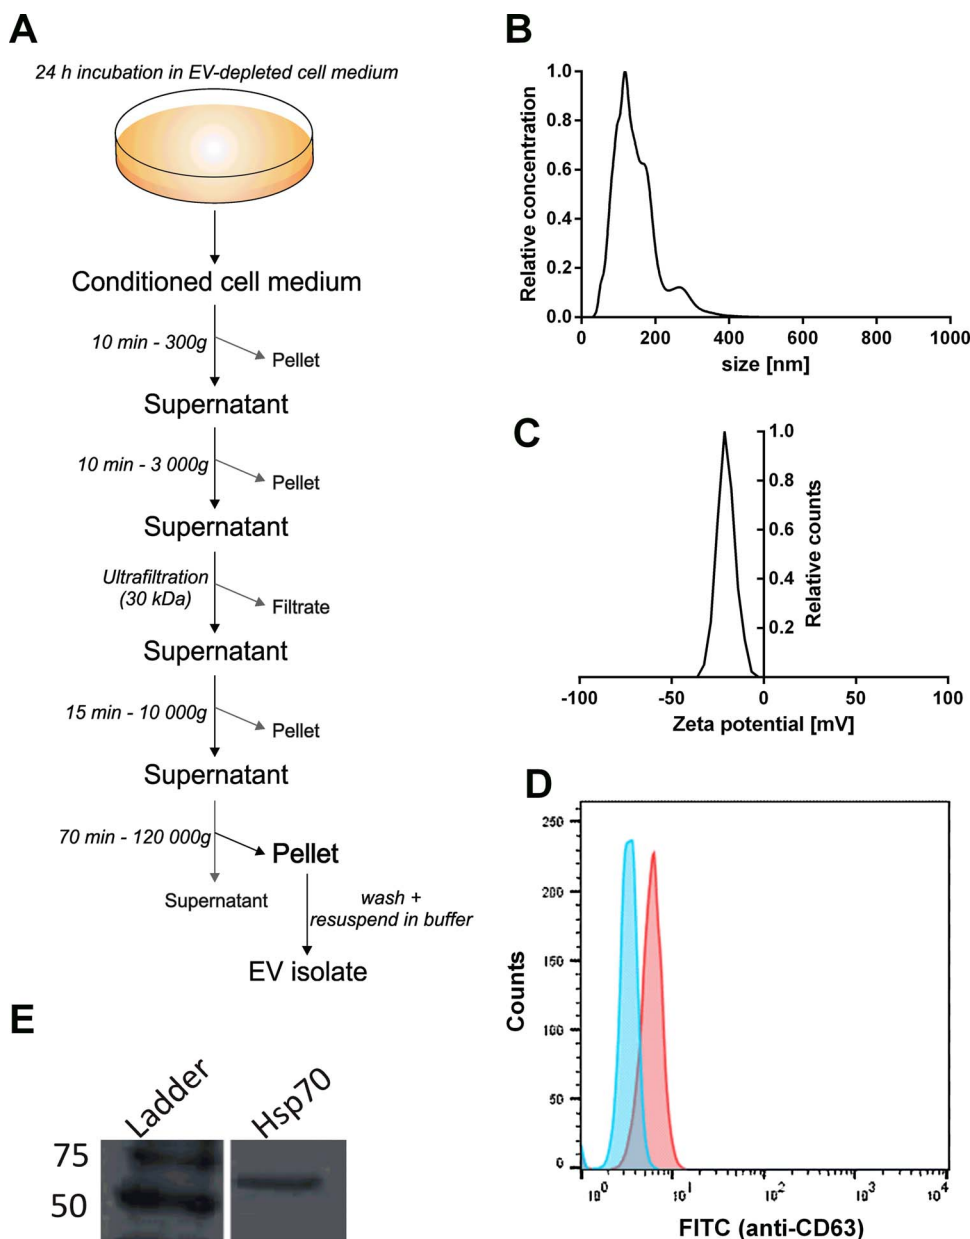 A
24 h incubation in EV-depleted cell medium
Conditioned cell medium
10 min - 300g
Pellet
Supernatant
10 min - 3 000g
Pellet
Supernatant
Ultrafiltration
(30 kDa)
Filtrate
Supernatant
15 min - 10 000g
Pellet
Supernatant
70 min - 120 000g
Pellet
Supernatant
wash +
resuspend in buffer
EV isolate
B
Relative concentration
1.0
0.8
0.6
0.4
0.2
0.0
0 200 400 600 800 1000
size [nm]
C
Relative counts
1.0
0.8
0.6
0.4
0.2
-100 -50 0 50 100
Zeta potential [mV]
D
Counts
250
200
150
100
50
0
10^0 10^1 10^2 10^3 10^4
FITC (anti-CD63)
E
Ladder
Hsp70
75
50